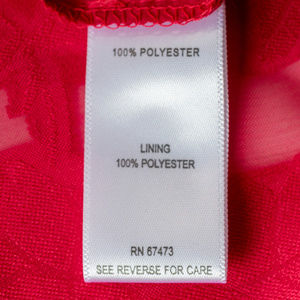 100% POLYESTER
LINING
100% POLYESTER
RN 67473
SEE REVERSE FOR CARE